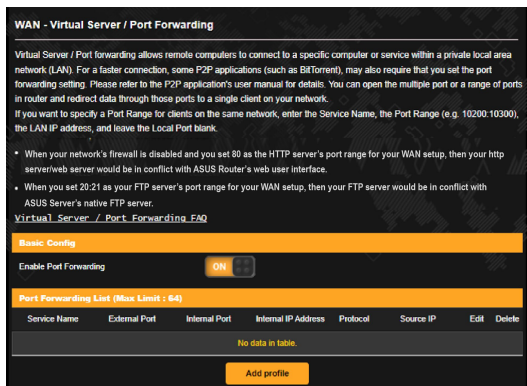 WAN - Virtual Server / Port Forwarding
Virtual Server / Port forwarding allows remote computers to connect to a specific computer or service within a private local area
network (LAN). For a faster connection, some P2P applications (such as BitTorrent), may also require that you set the port
forwarding setting. Please refer to the P2P application's user manual for details. You can open the multiple port or a range of ports
in router and redirect data through those ports to a single client on your network.
If you want to specify a Port Range for clients on the same network, enter the Service Name, the Port Range (e.g. 10200:10300),
the LAN IP address, and leave the Local Port blank.
• When your network's firewall is disabled and you set 80 as the HTTP server's port range for your WAN setup, then your http
server/web server would be in conflict with ASUS Router's web user interface.
• When you set 20:21 as your FTP server's port range for your WAN setup, then your FTP server would be in conflict with
ASUS Server's native FTP server.
Virtual Server / Port Forwarding FAQ
Basic Config
Enable Port Forwarding ON
Port Forwarding List (Max Limit : 64)
Service Name External Port Internal Port Internal IP Address Protocol Source IP Edit Delete
No data in table.
Add profile